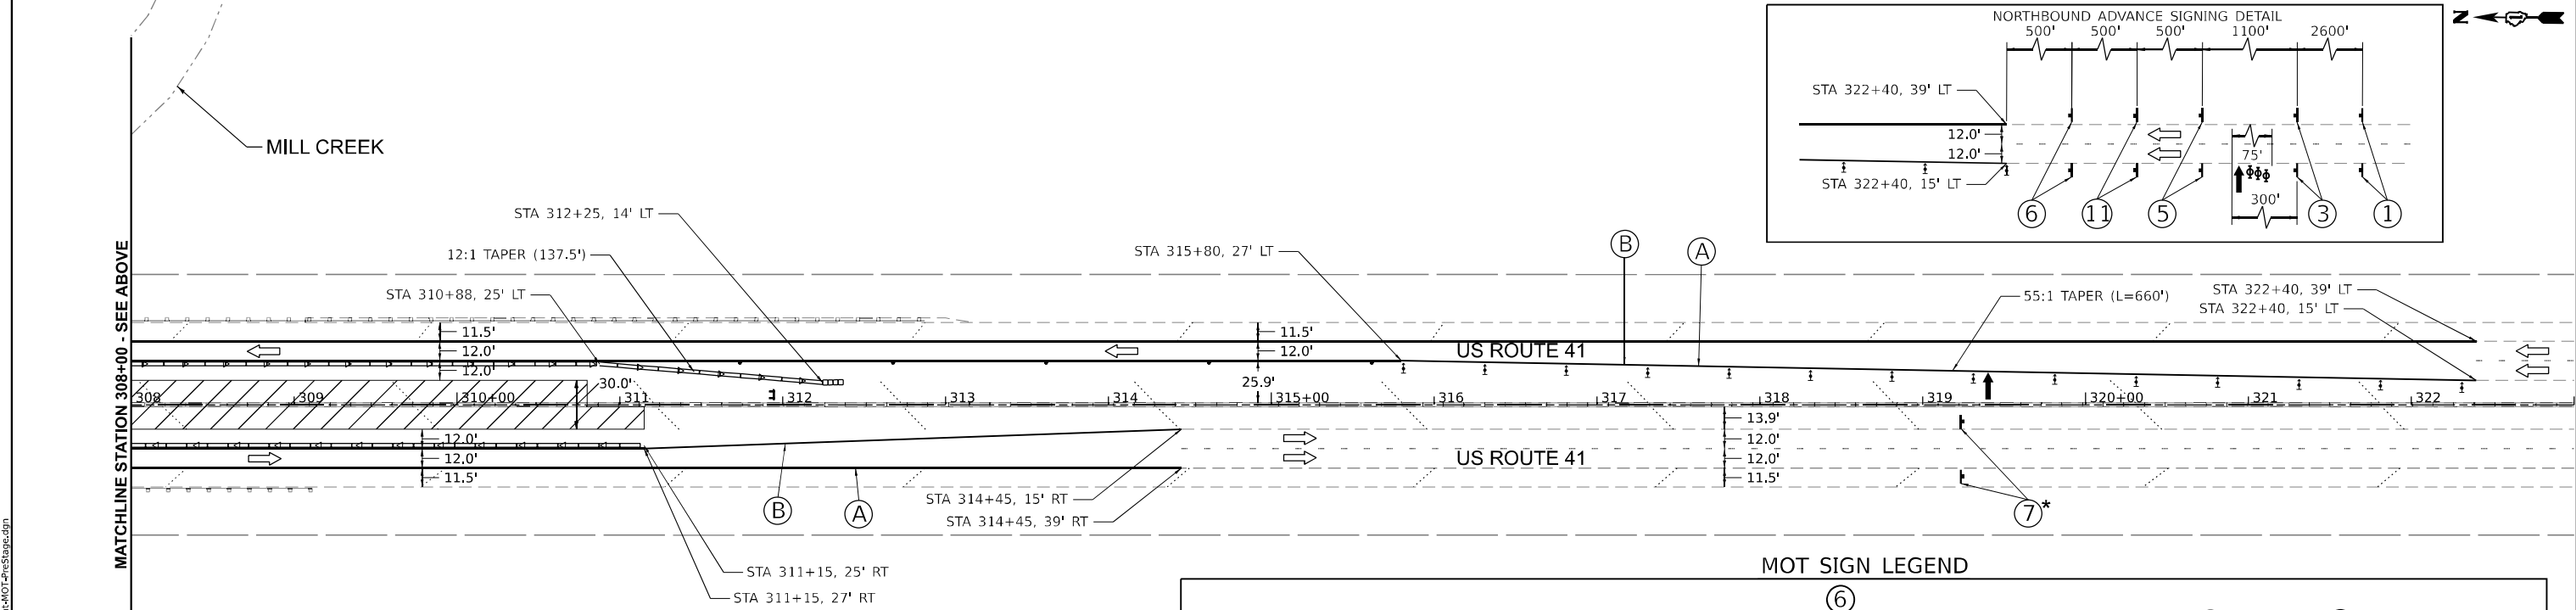 NORTHBOUND ADVANCE SIGNING DETAIL
500' 500' 500' 1100' 2600'
N
STA 322+40, 39' LT
12.0'
12.0'
75'
STA 322+40, 15' LT
300'
6 11 5 3 1
MILL CREEK
STA 312+25, 14' LT
12:1 TAPER (137.5')
STA 315+80, 27' LT
B
A
STA 310+88, 25' LT
55:1 TAPER (L=660')
STA 322+40, 39' LT
STA 322+40, 15' LT
MATCHLINE STATION 308+00 - SEE ABOVE
11.5'
12.0'
12.0'
11.5'
12.0'
US ROUTE 41
30.0'
25.9'
308 309 310+00 311 312 313 314 315+00 316 317 318 319 320+00 321 322
12.0'
12.0'
11.5'
13.9'
12.0'
12.0'
11.5'
US ROUTE 41
B
A
STA 314+45, 15' RT
STA 314+45, 39' RT
7*
STA 311+15, 25' RT
STA 311+15, 27' RT
MOT SIGN LEGEND
6
t-MOT-PreStage.dgn